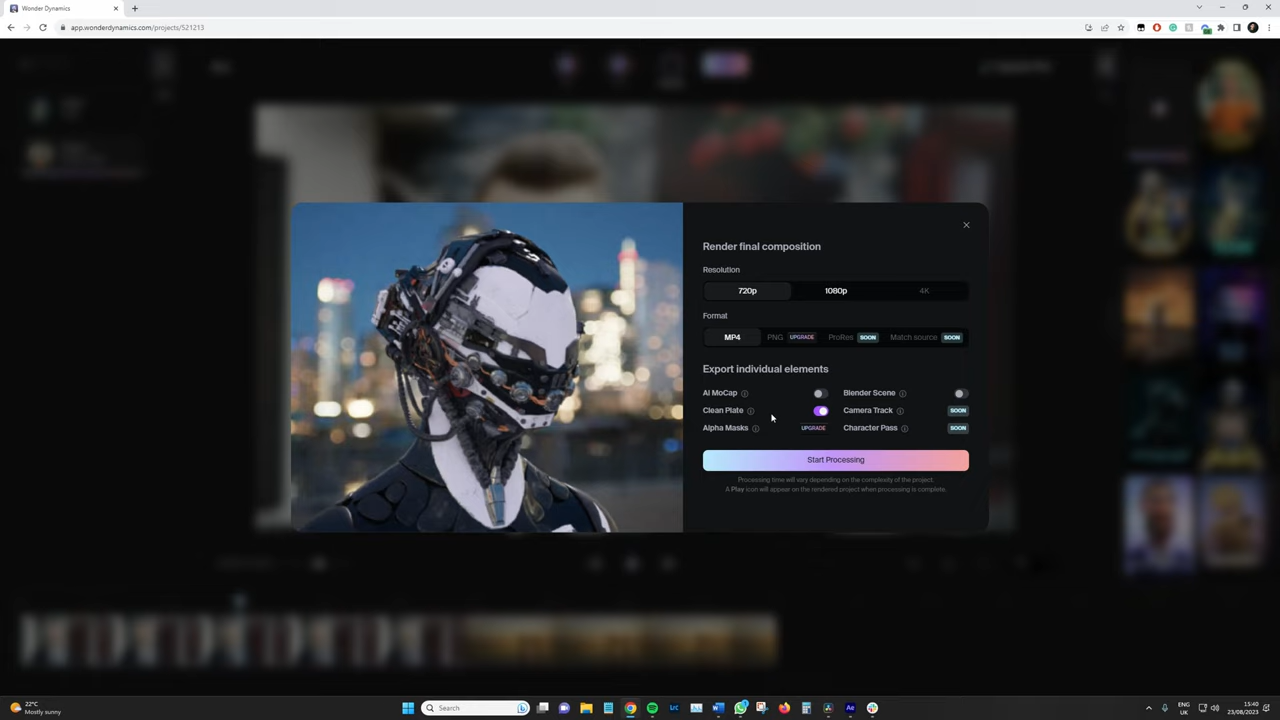 Wonder Dynamics
app.wonderdynamics.com/projects/521213
Render final composition
Resolution
720p 1080p 4K
Format
MP4 PNG UPGRADE ProRes SOON Match source SOON
Export individual elements
AI MoCap Blender Scene
Clean Plate Camera Track SOON
Alpha Masks UPGRADE Character Pass SOON
Start Processing
Processing time will vary depending on the complexity of the project.
A Play icon will appear on the rendered project when processing is complete.
22°C
Mostly sunny
Search
ENG
UK
15:40
23/08/2023